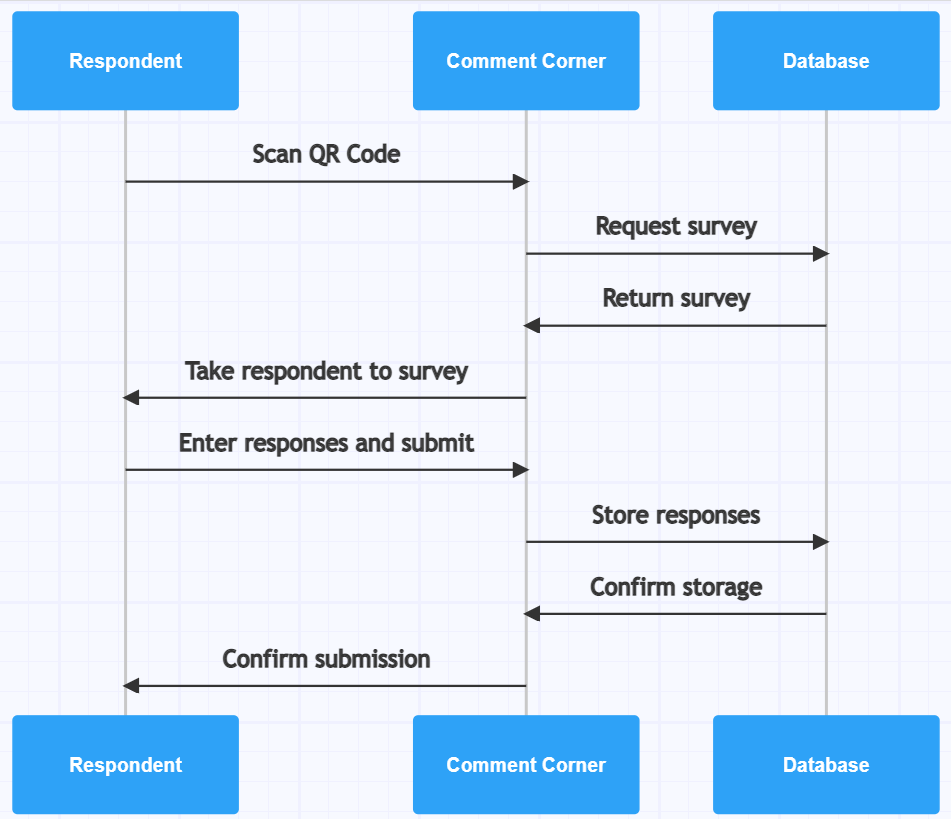 Respondent
Comment Corner
Database
Scan QR Code
Request survey
Return survey
Take respondent to survey
Enter responses and submit
Store responses
Confirm storage
Confirm submission
Respondent
Comment Corner
Database